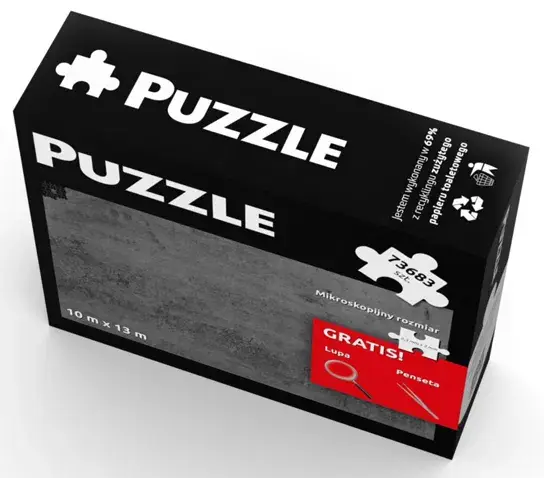 PUZZLE
Jestem wykonany w 69%
z recyklingu zużytego
papieru toaletowego
PUZZLE
73683
SZT.
Mikroskopijny rozmiar
10 m x 13 m
GRATIS!
Lupa
Penseta